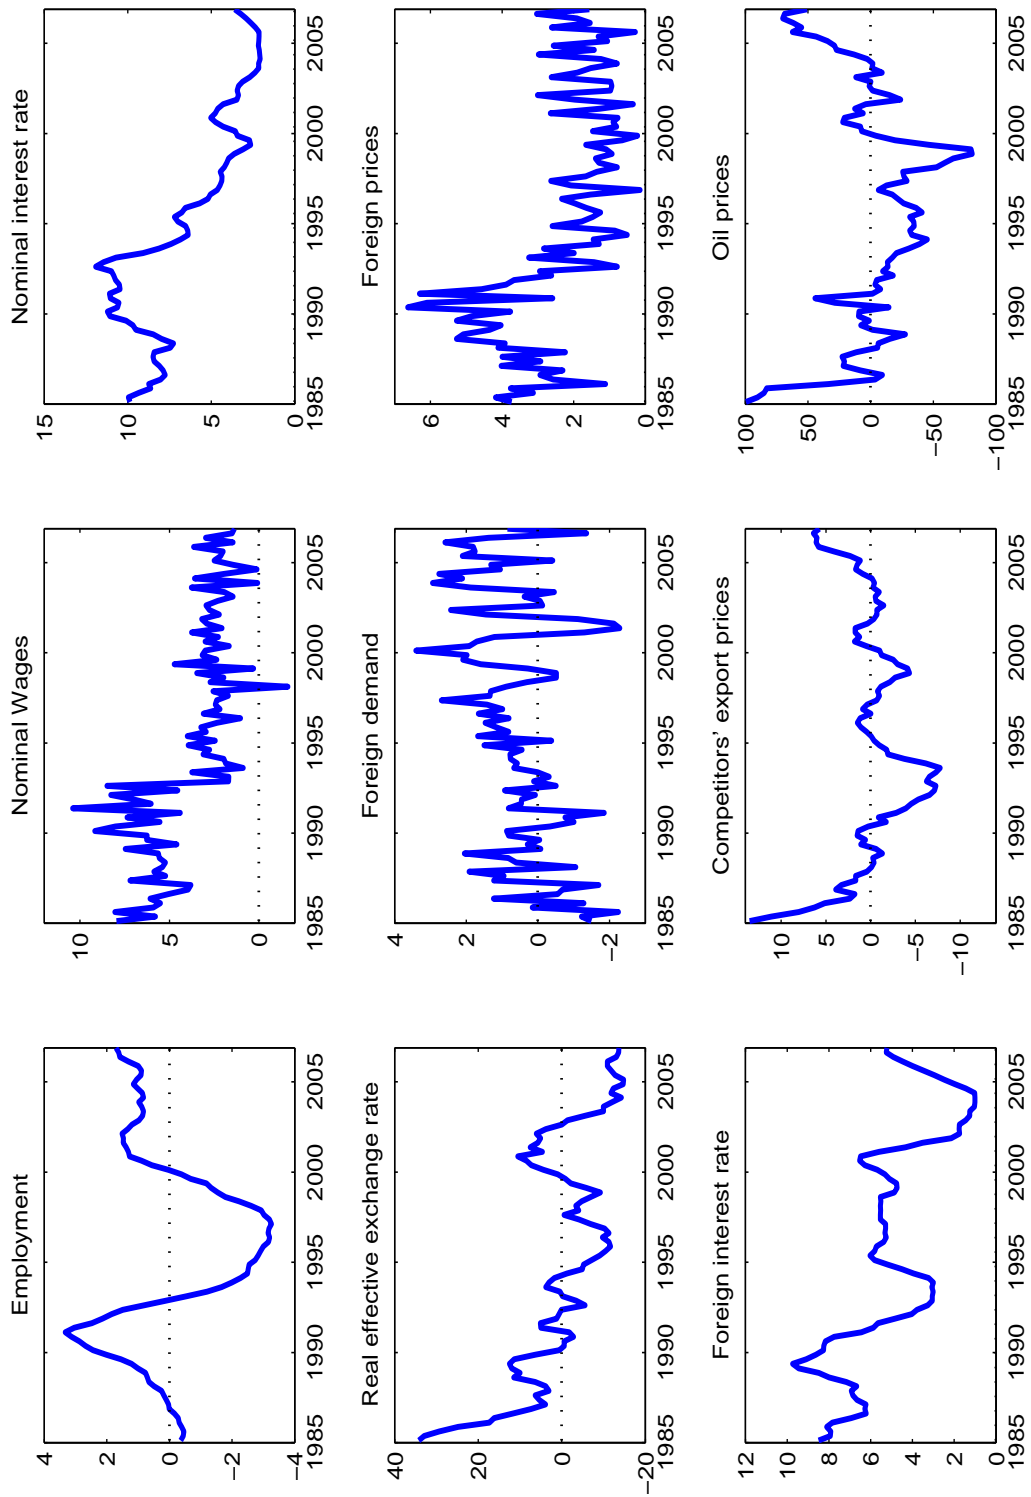 Employment
4
2
0
−2
−4
1985 1990 1995 2000 2005
Nominal Wages
10
5
0
1985 1990 1995 2000 2005
Nominal interest rate
15
10
5
0
1985 1990 1995 2000 2005
Real effective exchange rate
40
20
0
−20
1985 1990 1995 2000 2005
Foreign demand
4
2
0
−2
1985 1990 1995 2000 2005
Foreign prices
6
4
2
0
1985 1990 1995 2000 2005
Foreign interest rate
12
10
8
6
4
2
0
1985 1990 1995 2000 2005
Competitors' export prices
10
5
0
−5
−10
1985 1990 1995 2000 2005
Oil prices
100
50
0
−50
−100
1985 1990 1995 2000 2005